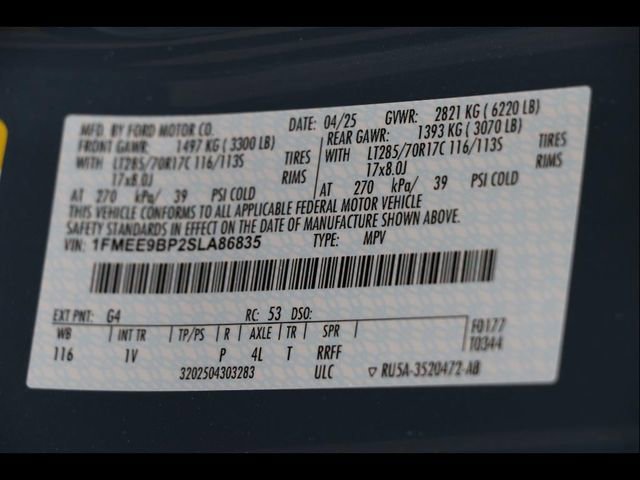 MFD. BY FORD MOTOR CO. DATE: 04/25 GVWR: 2821 KG ( 6220 LB)
FRONT GAWR: 1497 KG ( 3300 LB) REAR GAWR: 1393 KG ( 3070 LB)
WITH LT285/70R17C 116/113S TIRES WITH LT285/70R17C 116/113S TIRES
17x8.0J RIMS 17x8.0J RIMS
AT 270 kPa/ 39 PSI COLD AT 270 kPa/ 39 PSI COLD
THIS VEHICLE CONFORMS TO ALL APPLICABLE FEDERAL MOTOR VEHICLE
SAFETY STANDARDS IN EFFECT ON THE DATE OF MANUFACTURE SHOWN ABOVE.
VIN: 1FMEE9BP2SLA86835 TYPE: MPV
EXT PNT: G4 RC: 53 DSO:
WB INT TR TP/PS R AXLE TR SPR F0177
116 1V P 4L T RRFF T0344
3202504303283 ULC ▽ RU5A-3520472-AB